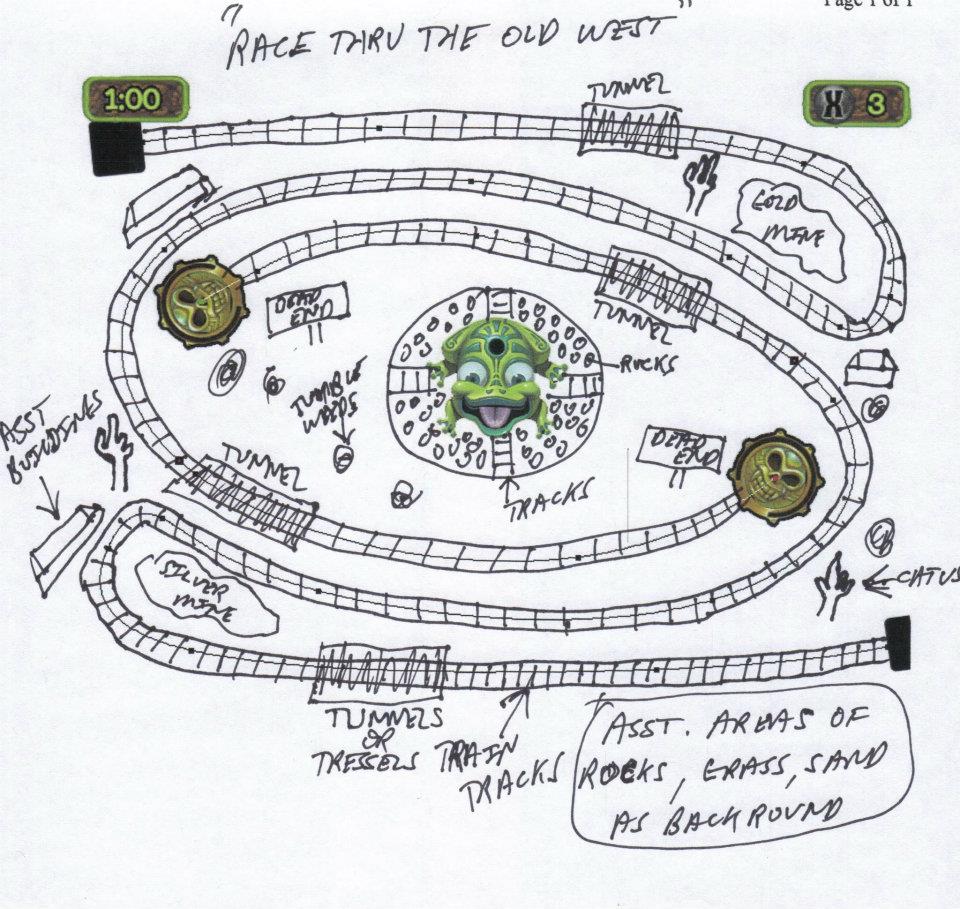 Page 1 of 1
" RACE THRU THE OLD WEST "
1:00
TUNNEL
X 3
GOLD
MINE
DEAD
END
TUNNEL
ROCKS
TUMBLE
WEEDS
ASST
BUILDINGS
DEAD
END
TUNNEL
TRACKS
SILVER
MINE
CATUS
TUNNELS
OR
TRESSELS
TRAIN
TRACKS
ASST. AREAS OF
ROCKS, GRASS, SAND
AS BACKROUND